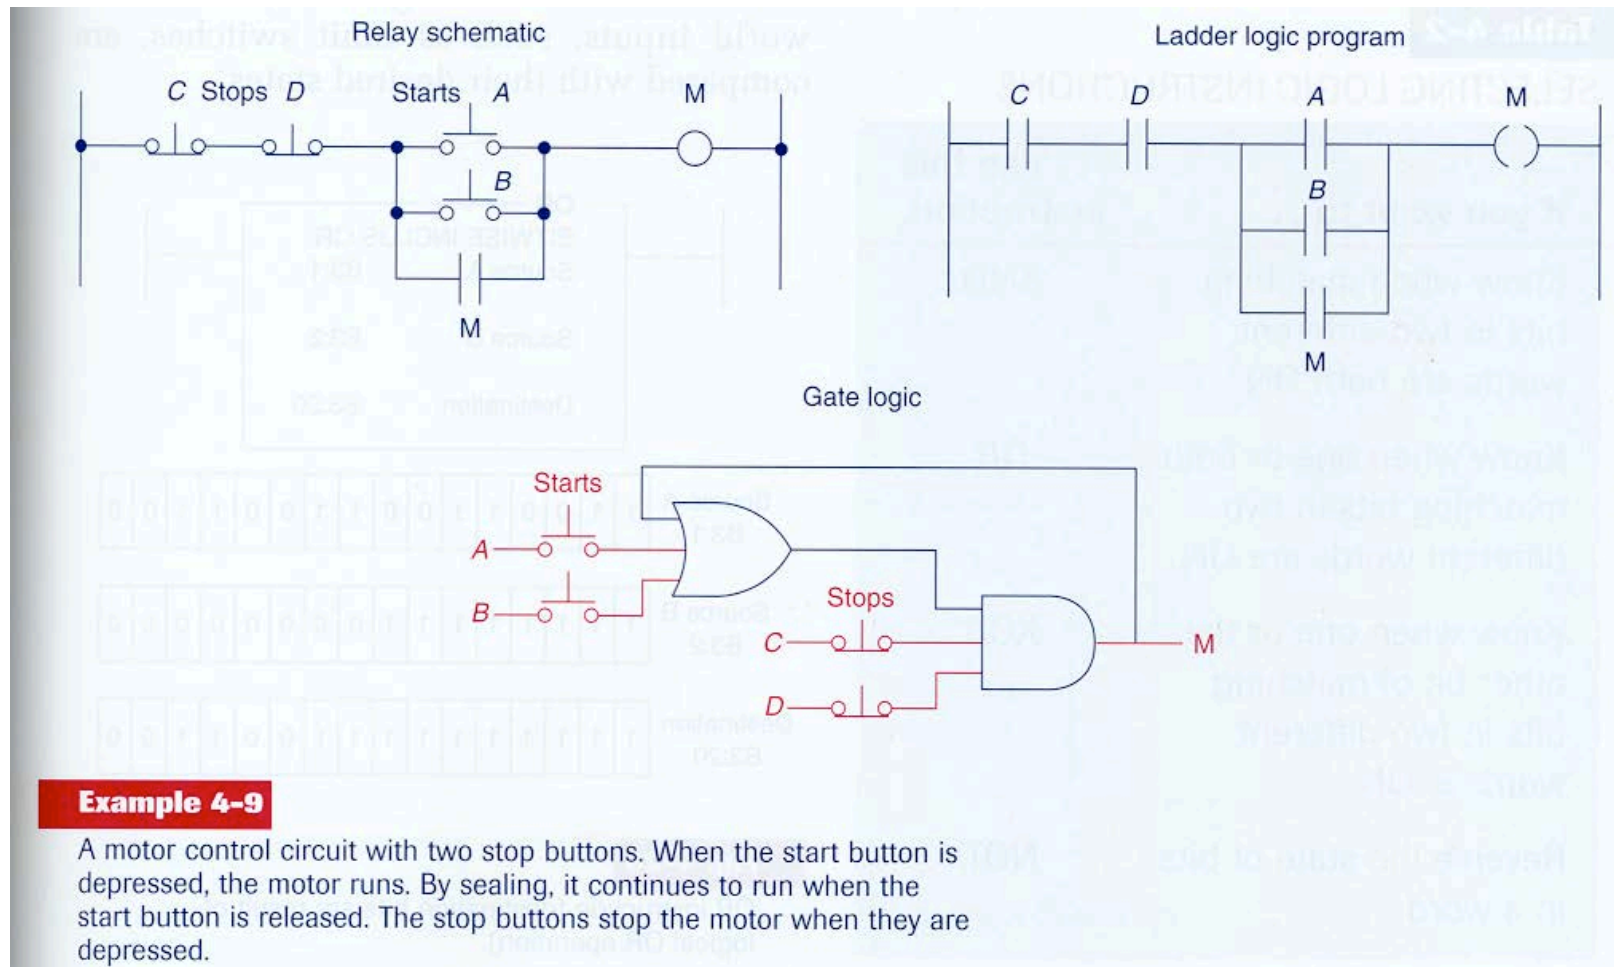 Relay schematic
C Stops D
Starts A
M
B
M
Ladder logic program
C
D
A
M
B
M
Gate logic
Starts
A
B
Stops
C
D
M
Example 4-9
A motor control circuit with two stop buttons. When the start button is
depressed, the motor runs. By sealing, it continues to run when the
start button is released. The stop buttons stop the motor when they are
depressed.